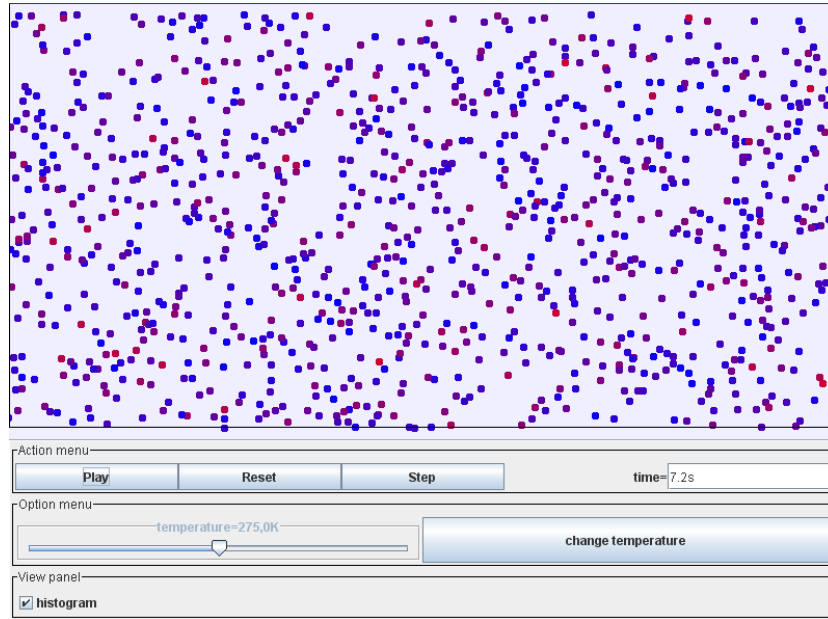 Action menu
Play Reset Step time=7.2s
Option menu
temperature=275,0K
change temperature
View panel
histogram